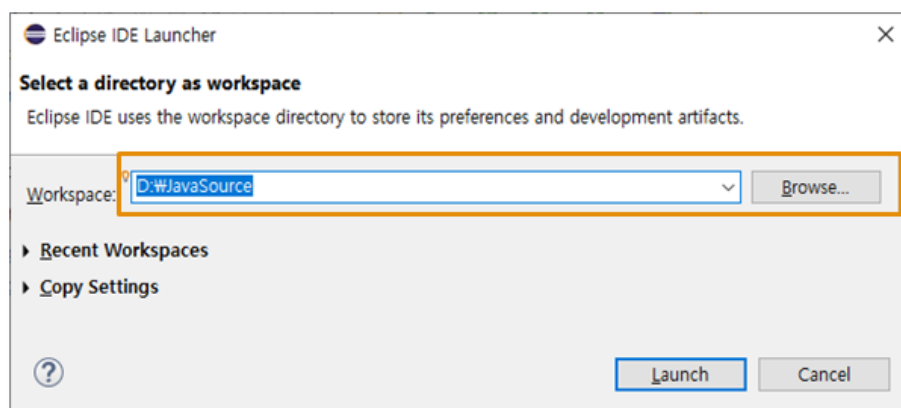 Eclipse IDE Launcher
Select a directory as workspace
Eclipse IDE uses the workspace directory to store its preferences and development artifacts.
Workspace: D:₩JavaSource Browse...
Recent Workspaces
Copy Settings
?
Launch Cancel